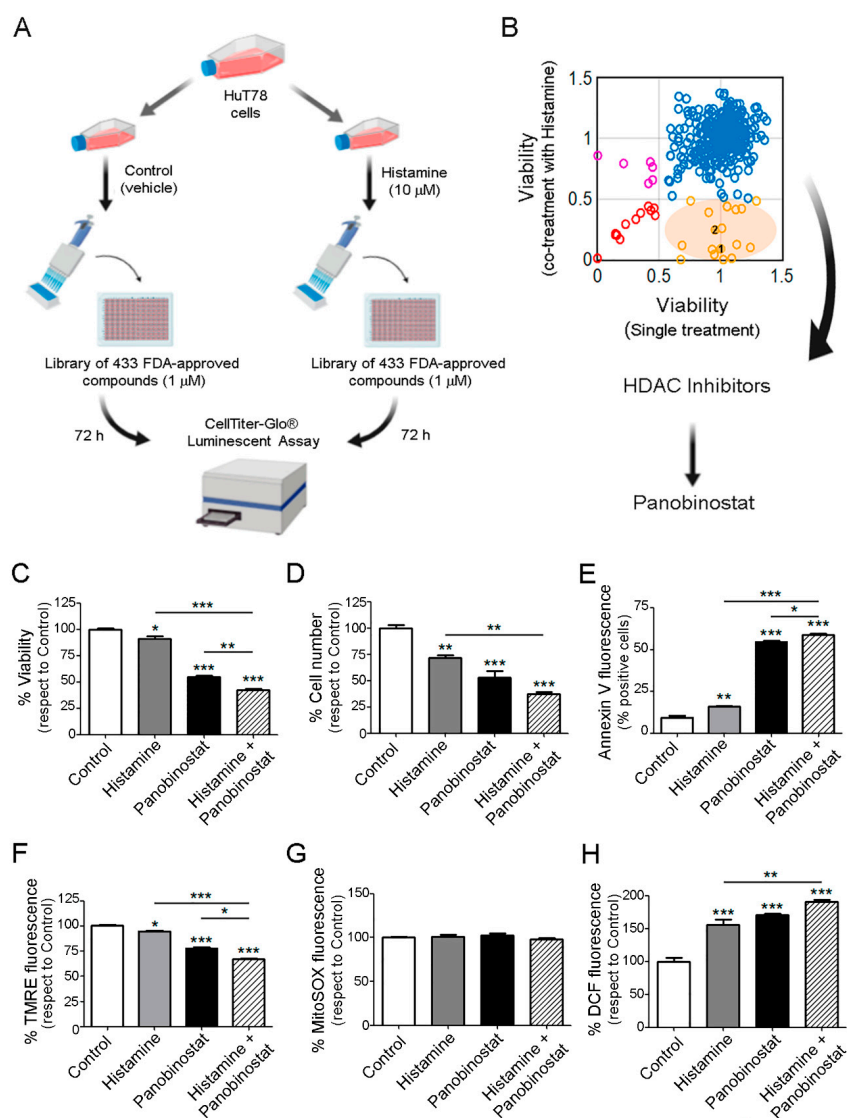 A
HuT78
cells
Control
(vehicle)
Histamine
(10 µM)
Library of 433 FDA-approved
compounds (1 µM)
Library of 433 FDA-approved
compounds (1 µM)
72 h
CellTiter-Glo®
Luminescent Assay
72 h
B
Viability
(co-treatment with Histamine)
1.5
1
0.5
0
2
1
0
0.5
1
1.5
Viability
(Single treatment)
HDAC Inhibitors
Panobinostat
C
% Viability
(respect to Control)
125
100
75
50
25
0
*
***
***
**
***
Control
Histamine
Panobinostat
Histamine +
Panobinostat
D
% Cell number
(respect to Control)
125
100
75
50
25
0
**
**
***
***
Control
Histamine
Panobinostat
Histamine +
Panobinostat
E
Annexin V fluorescence
(% positive cells)
75
50
25
0
***
*
**
***
***
Control
Histamine
Panobinostat
Histamine +
Panobinostat
F
% TMRE fluorescence
(respect to Control)
125
100
75
50
25
0
***
*
*
***
***
Control
Histamine
Panobinostat
Histamine +
Panobinostat
G
% MitoSOX fluorescence
(respect to Control)
150
100
50
0
Control
Histamine
Panobinostat
Histamine +
Panobinostat
H
% DCF fluorescence
(respect to Control)
200
150
100
50
0
**
***
***
***
Control
Histamine
Panobinostat
Histamine +
Panobinostat